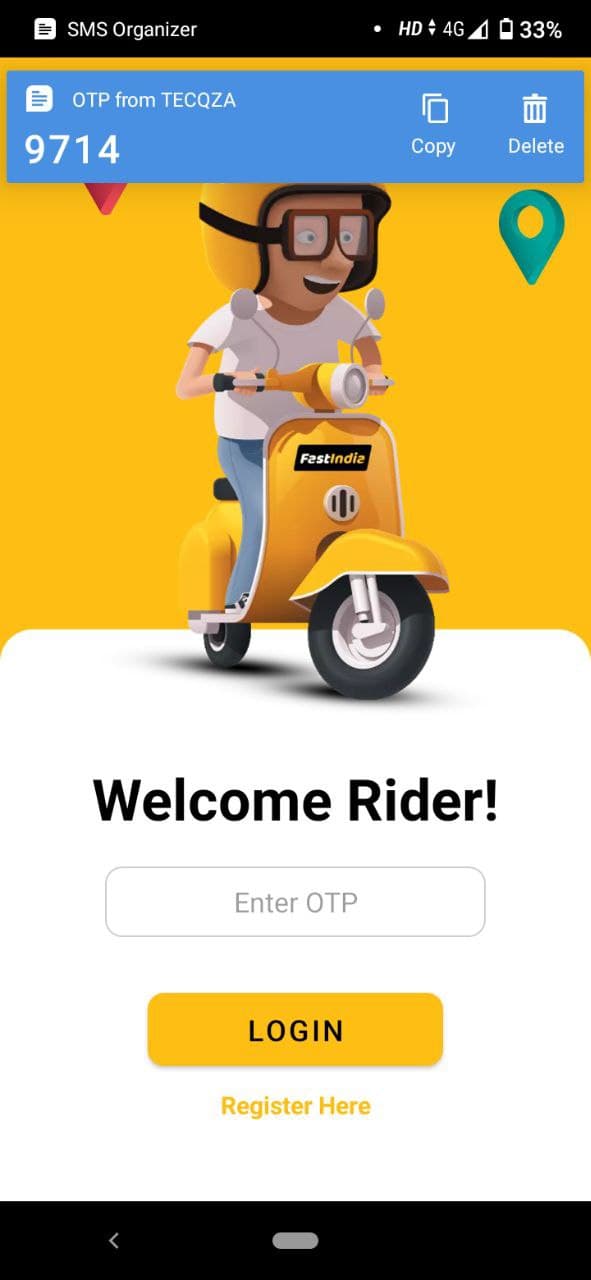 SMS Organizer
HD 4G 33%
OTP from TECQZA
9714
Copy
Delete
FastIndia
Welcome Rider!
Enter OTP
LOGIN
Register Here